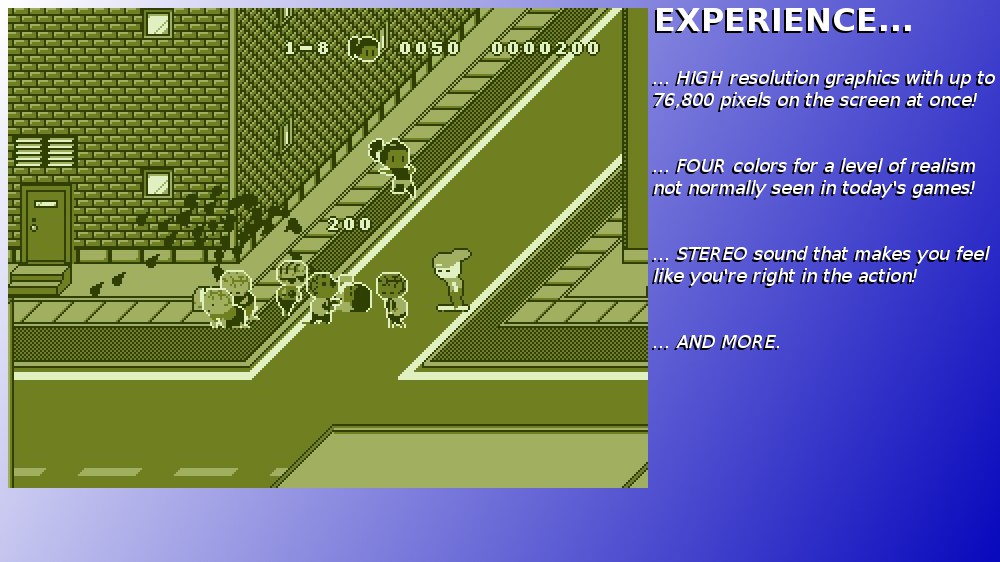 EXPERIENCE...
1-8 0050 0000200
... HIGH resolution graphics with up to
76,800 pixels on the screen at once!
... FOUR colors for a level of realism
not normally seen in today's games!
200
... STEREO sound that makes you feel
like you're right in the action!
... AND MORE.